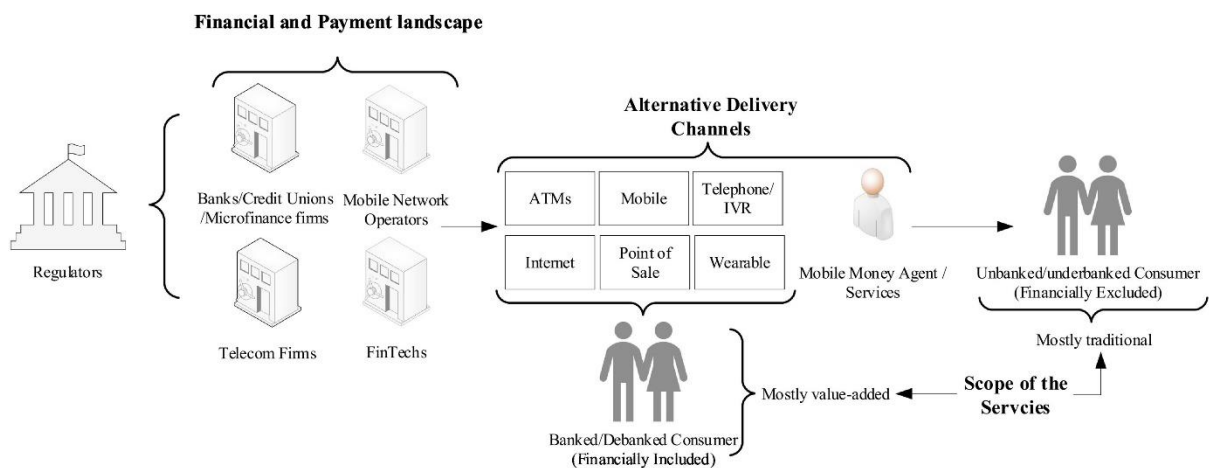 Financial and Payment landscape
Regulators
Banks/Credit Unions
/Microfinance firms
Mobile Network
Operators
Telecom Firms
FinTechs
Alternative Delivery
Channels
ATMs
Mobile
Telephone/
IVR
Internet
Point of
Sale
Wearable
Mobile Money Agent /
Services
Unbanked/underbanked Consumer
(Financially Excluded)
Mostly traditional
Scope of the
Servcies
Mostly value-added
Banked/Debanked Consumer
(Financially Included)